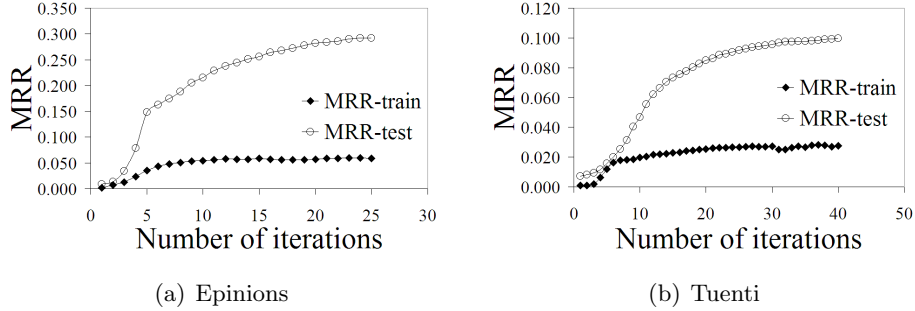 0.350
0.300
0.250
0.200
0.150
0.100
0.050
0.000
MRR
MRR-train
MRR-test
0 5 10 15 20 25 30
Number of iterations
(a) Epinions
0.120
0.100
0.080
0.060
0.040
0.020
0.000
MRR
MRR-train
MRR-test
0 10 20 30 40 50
Number of iterations
(b) Tuenti